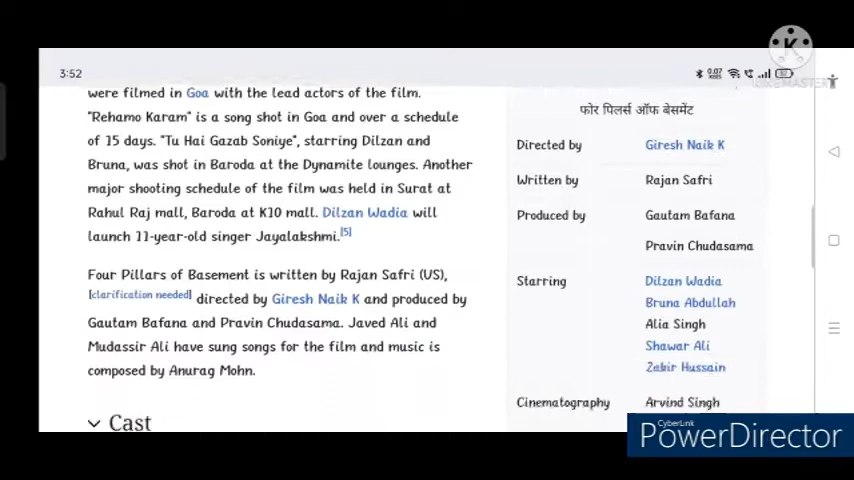 3:52
0.07
KB/S
KINEMASTER
were filmed in Goa with the lead actors of the film.
"Rehamo Karam" is a song shot in Goa and over a schedule
of 15 days. "Tu Hai Gazab Soniye", starring Dilzan and
Bruna, was shot in Baroda at the Dynamite lounges. Another
major shooting schedule of the film was held in Surat at
Rahul Raj mall, Baroda at K10 mall. Dilzan Wadia will
launch 11-year-old singer Jayalakshmi.[5]
Four Pillars of Basement is written by Rajan Safri (US),
[clarification needed] directed by Giresh Naik K and produced by
Gautam Bafana and Pravin Chudasama. Javed Ali and
Mudassir Ali have sung songs for the film and music is
composed by Anurag Mohn.
Cast
फोर पिलर्स ऑफ बेसमेंट
Directed by Giresh Naik K
Written by Rajan Safri
Produced by Gautam Bafana
Pravin Chudasama
Starring Dilzan Wadia
Bruna Abdullah
Alia Singh
Shawar Ali
Zakir Hussain
Cinematography Arvind Singh
CyberLink
PowerDirector